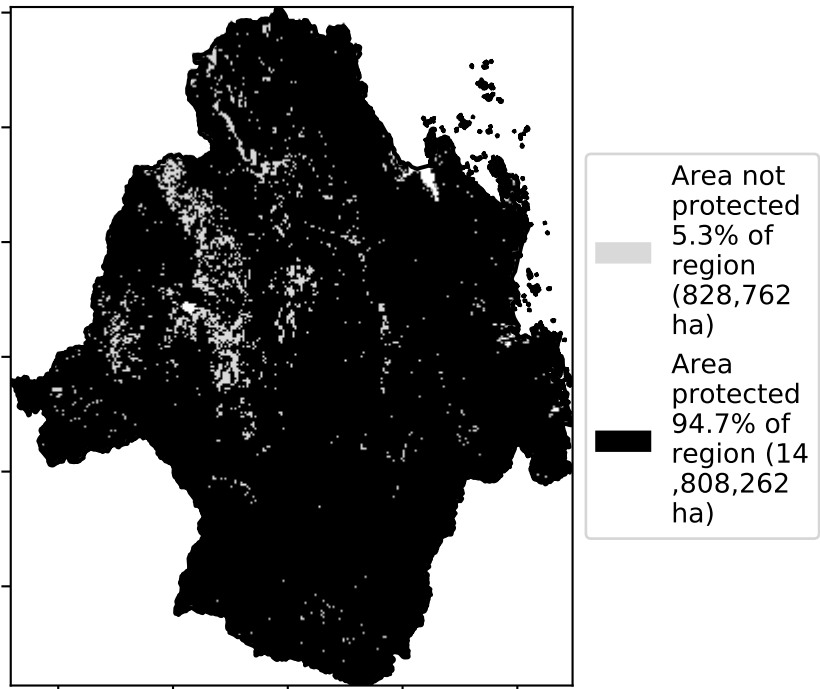 Area not
protected
5.3% of
region
(828,762
ha)
Area
protected
94.7% of
region (14
,808,262
ha)